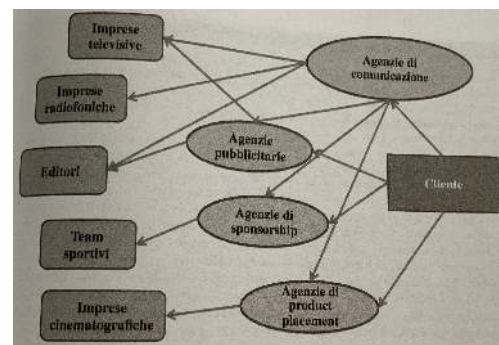 Imprese
televisive
Agenzie di
comunicazione
Imprese
radiofoniche
Agenzie
pubblicitarie
Editori
Cliente
Agenzie di
sponsorship
Team
sportivi
Agenzie di
product
placement
Imprese
cinematografiche